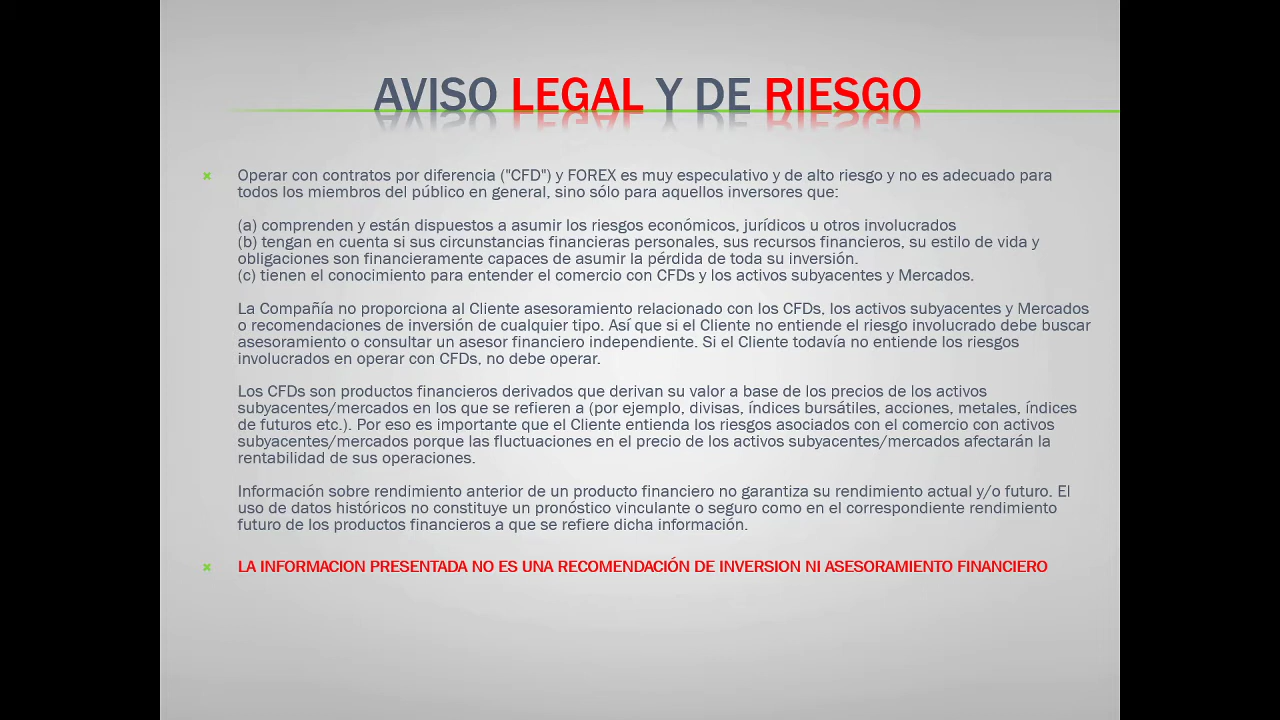 AVISO LEGAL Y DE RIESGO
Operar con contratos por diferencia ("CFD") y FOREX es muy especulativo y de alto riesgo y no es adecuado para
todos los miembros del público en general, sino sólo para aquellos inversores que:
(a) comprenden y están dispuestos a asumir los riesgos económicos, jurídicos u otros involucrados
(b) tengan en cuenta si sus circunstancias financieras personales, sus recursos financieros, su estilo de vida y
obligaciones son financieramente capaces de asumir la pérdida de toda su inversión.
(c) tienen el conocimiento para entender el comercio con CFDs y los activos subyacentes y Mercados.
La Compañía no proporciona al Cliente asesoramiento relacionado con los CFDs, los activos subyacentes y Mercados
o recomendaciones de inversión de cualquier tipo. Así que si el Cliente no entiende el riesgo involucrado debe buscar
asesoramiento o consultar un asesor financiero independiente. Si el Cliente todavía no entiende los riesgos
involucrados en operar con CFDs, no debe operar.
Los CFDs son productos financieros derivados que derivan su valor a base de los precios de los activos
subyacentes/mercados en los que se refieren a (por ejemplo, divisas, índices bursátiles, acciones, metales, índices
de futuros etc.). Por eso es importante que el Cliente entienda los riesgos asociados con el comercio con activos
subyacentes/mercados porque las fluctuaciones en el precio de los activos subyacentes/mercados afectarán la
rentabilidad de sus operaciones.
Información sobre rendimiento anterior de un producto financiero no garantiza su rendimiento actual y/o futuro. El
uso de datos históricos no constituye un pronóstico vinculante o seguro como en el correspondiente rendimiento
futuro de los productos financieros a que se refiere dicha información.
LA INFORMACION PRESENTADA NO ES UNA RECOMENDACIÓN DE INVERSION NI ASESORAMIENTO FINANCIERO